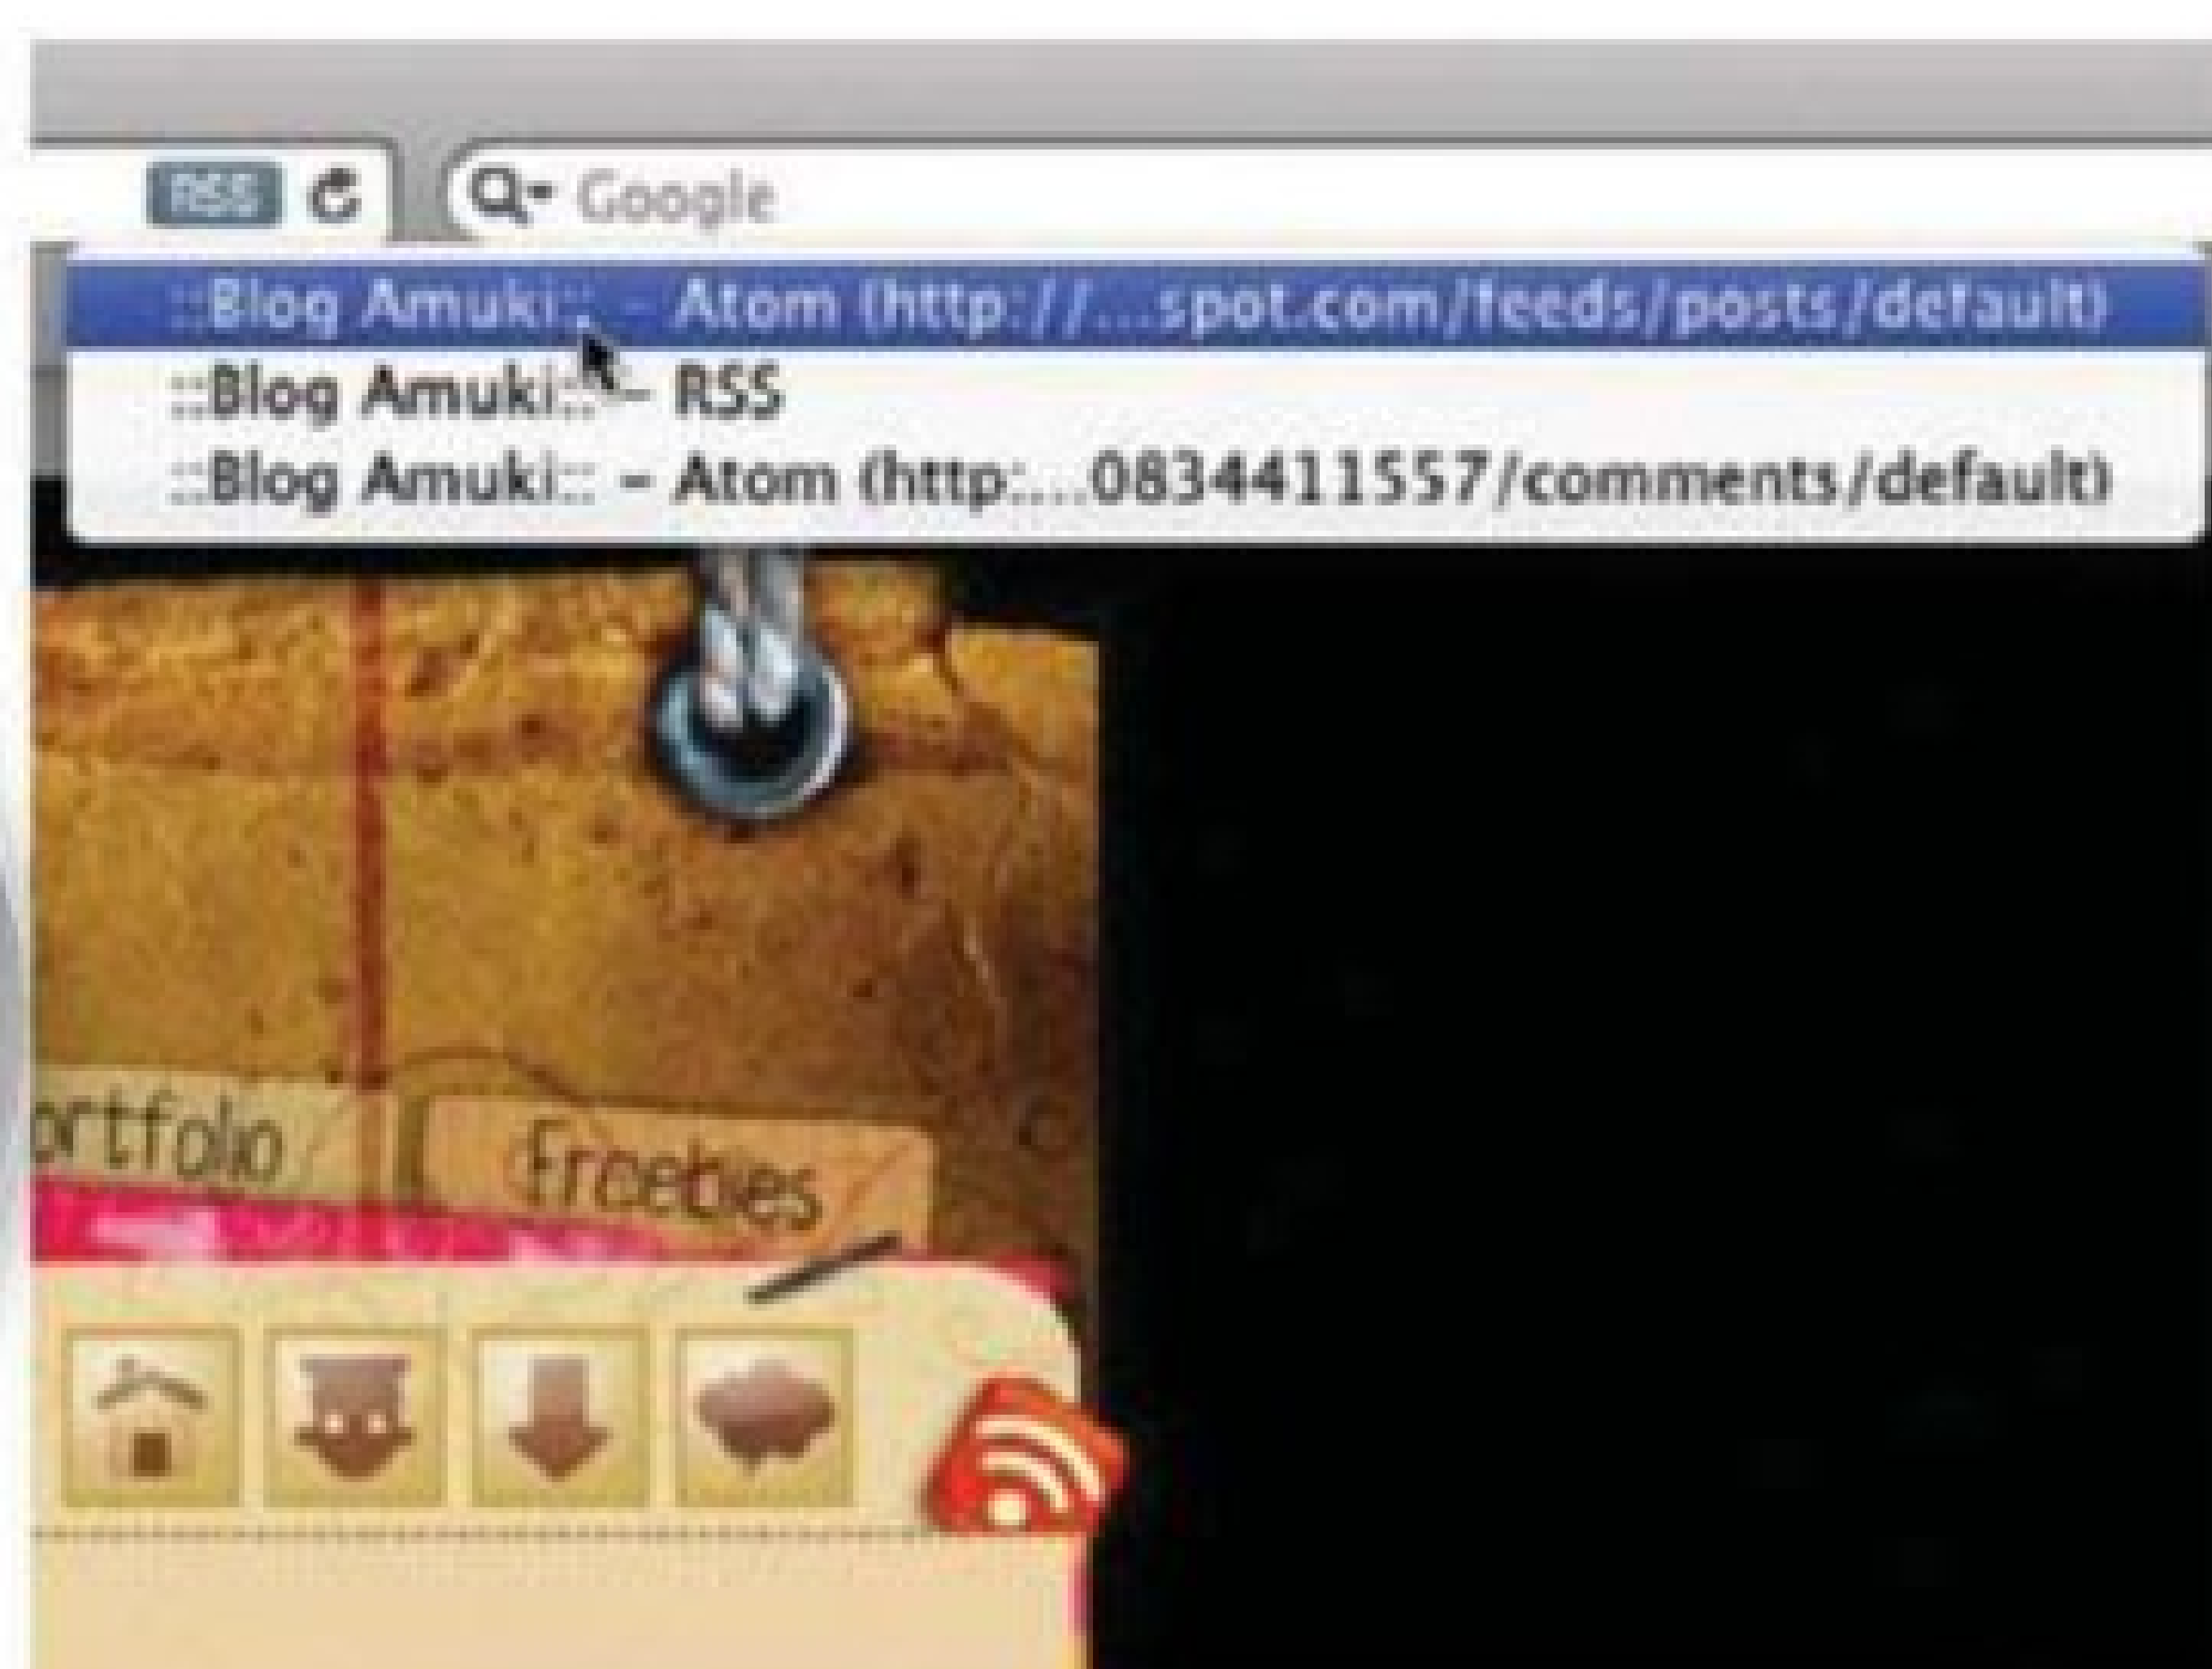 RSS Google
::Blog Amuki:: – Atom (http://...spot.com/feeds/posts/default)
::Blog Amuki:: – RSS
::Blog Amuki:: – Atom (http:...0834411557/comments/default)
ortfolio
Freebies